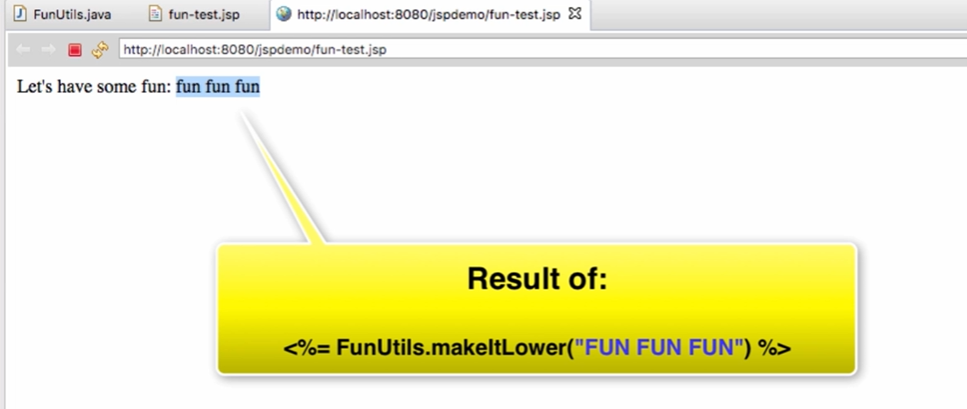 FunUtils.java fun-test.jsp http://localhost:8080/jspdemo/fun-test.jsp
http://localhost:8080/jspdemo/fun-test.jsp
Let's have some fun: fun fun fun
Result of:
<%= FunUtils.makeItLower("FUN FUN FUN") %>